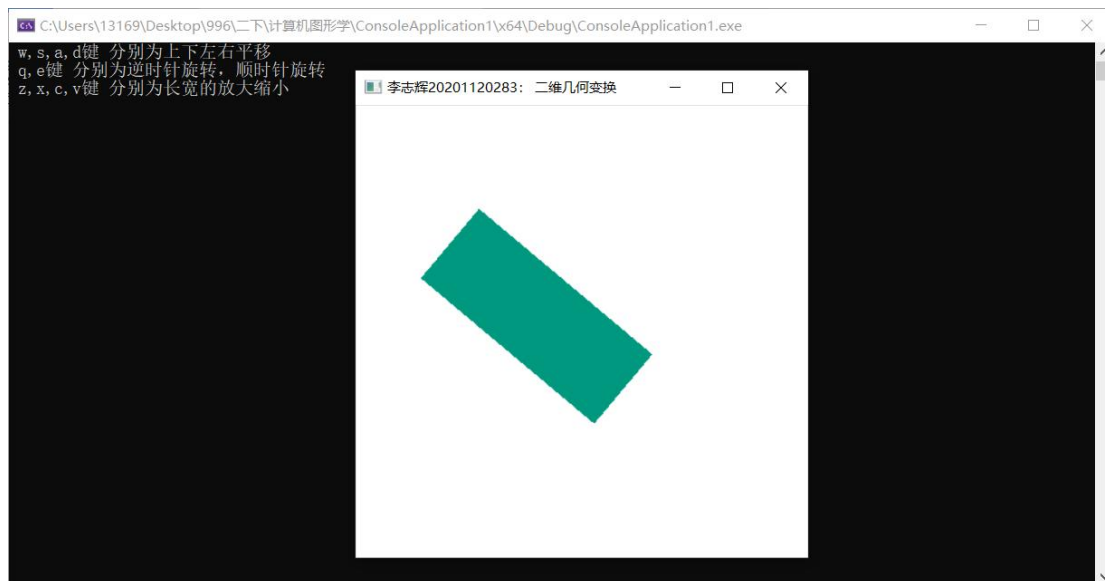 C:\Users\13169\Desktop\996\二下\计算机图形学\ConsoleApplication1\x64\Debug\ConsoleApplication1.exe
w,s,a,d键 分别为上下左右平移
q,e键 分别为逆时针旋转，顺时针旋转
z,x,c,v键 分别为长宽的放大缩小
李志辉20201120283： 二维几何变换